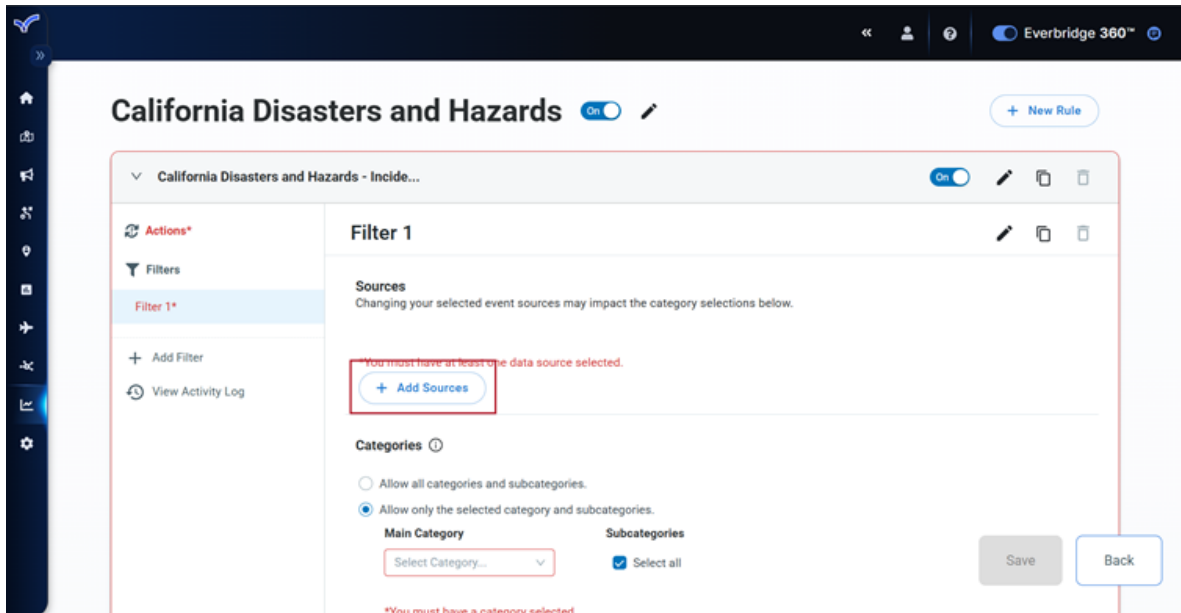 Everbridge 360™
California Disasters and Hazards On
+ New Rule
California Disasters and Hazards - Incide...
On
Actions*
Filters
Filter 1*
+ Add Filter
View Activity Log
Filter 1
Sources
Changing your selected event sources may impact the category selections below.
*You must have at least one data source selected.
+ Add Sources
Categories
Allow all categories and subcategories.
Allow only the selected category and subcategories.
Main Category
Subcategories
Select Category...
Select all
*You must have a category selected.
Save
Back